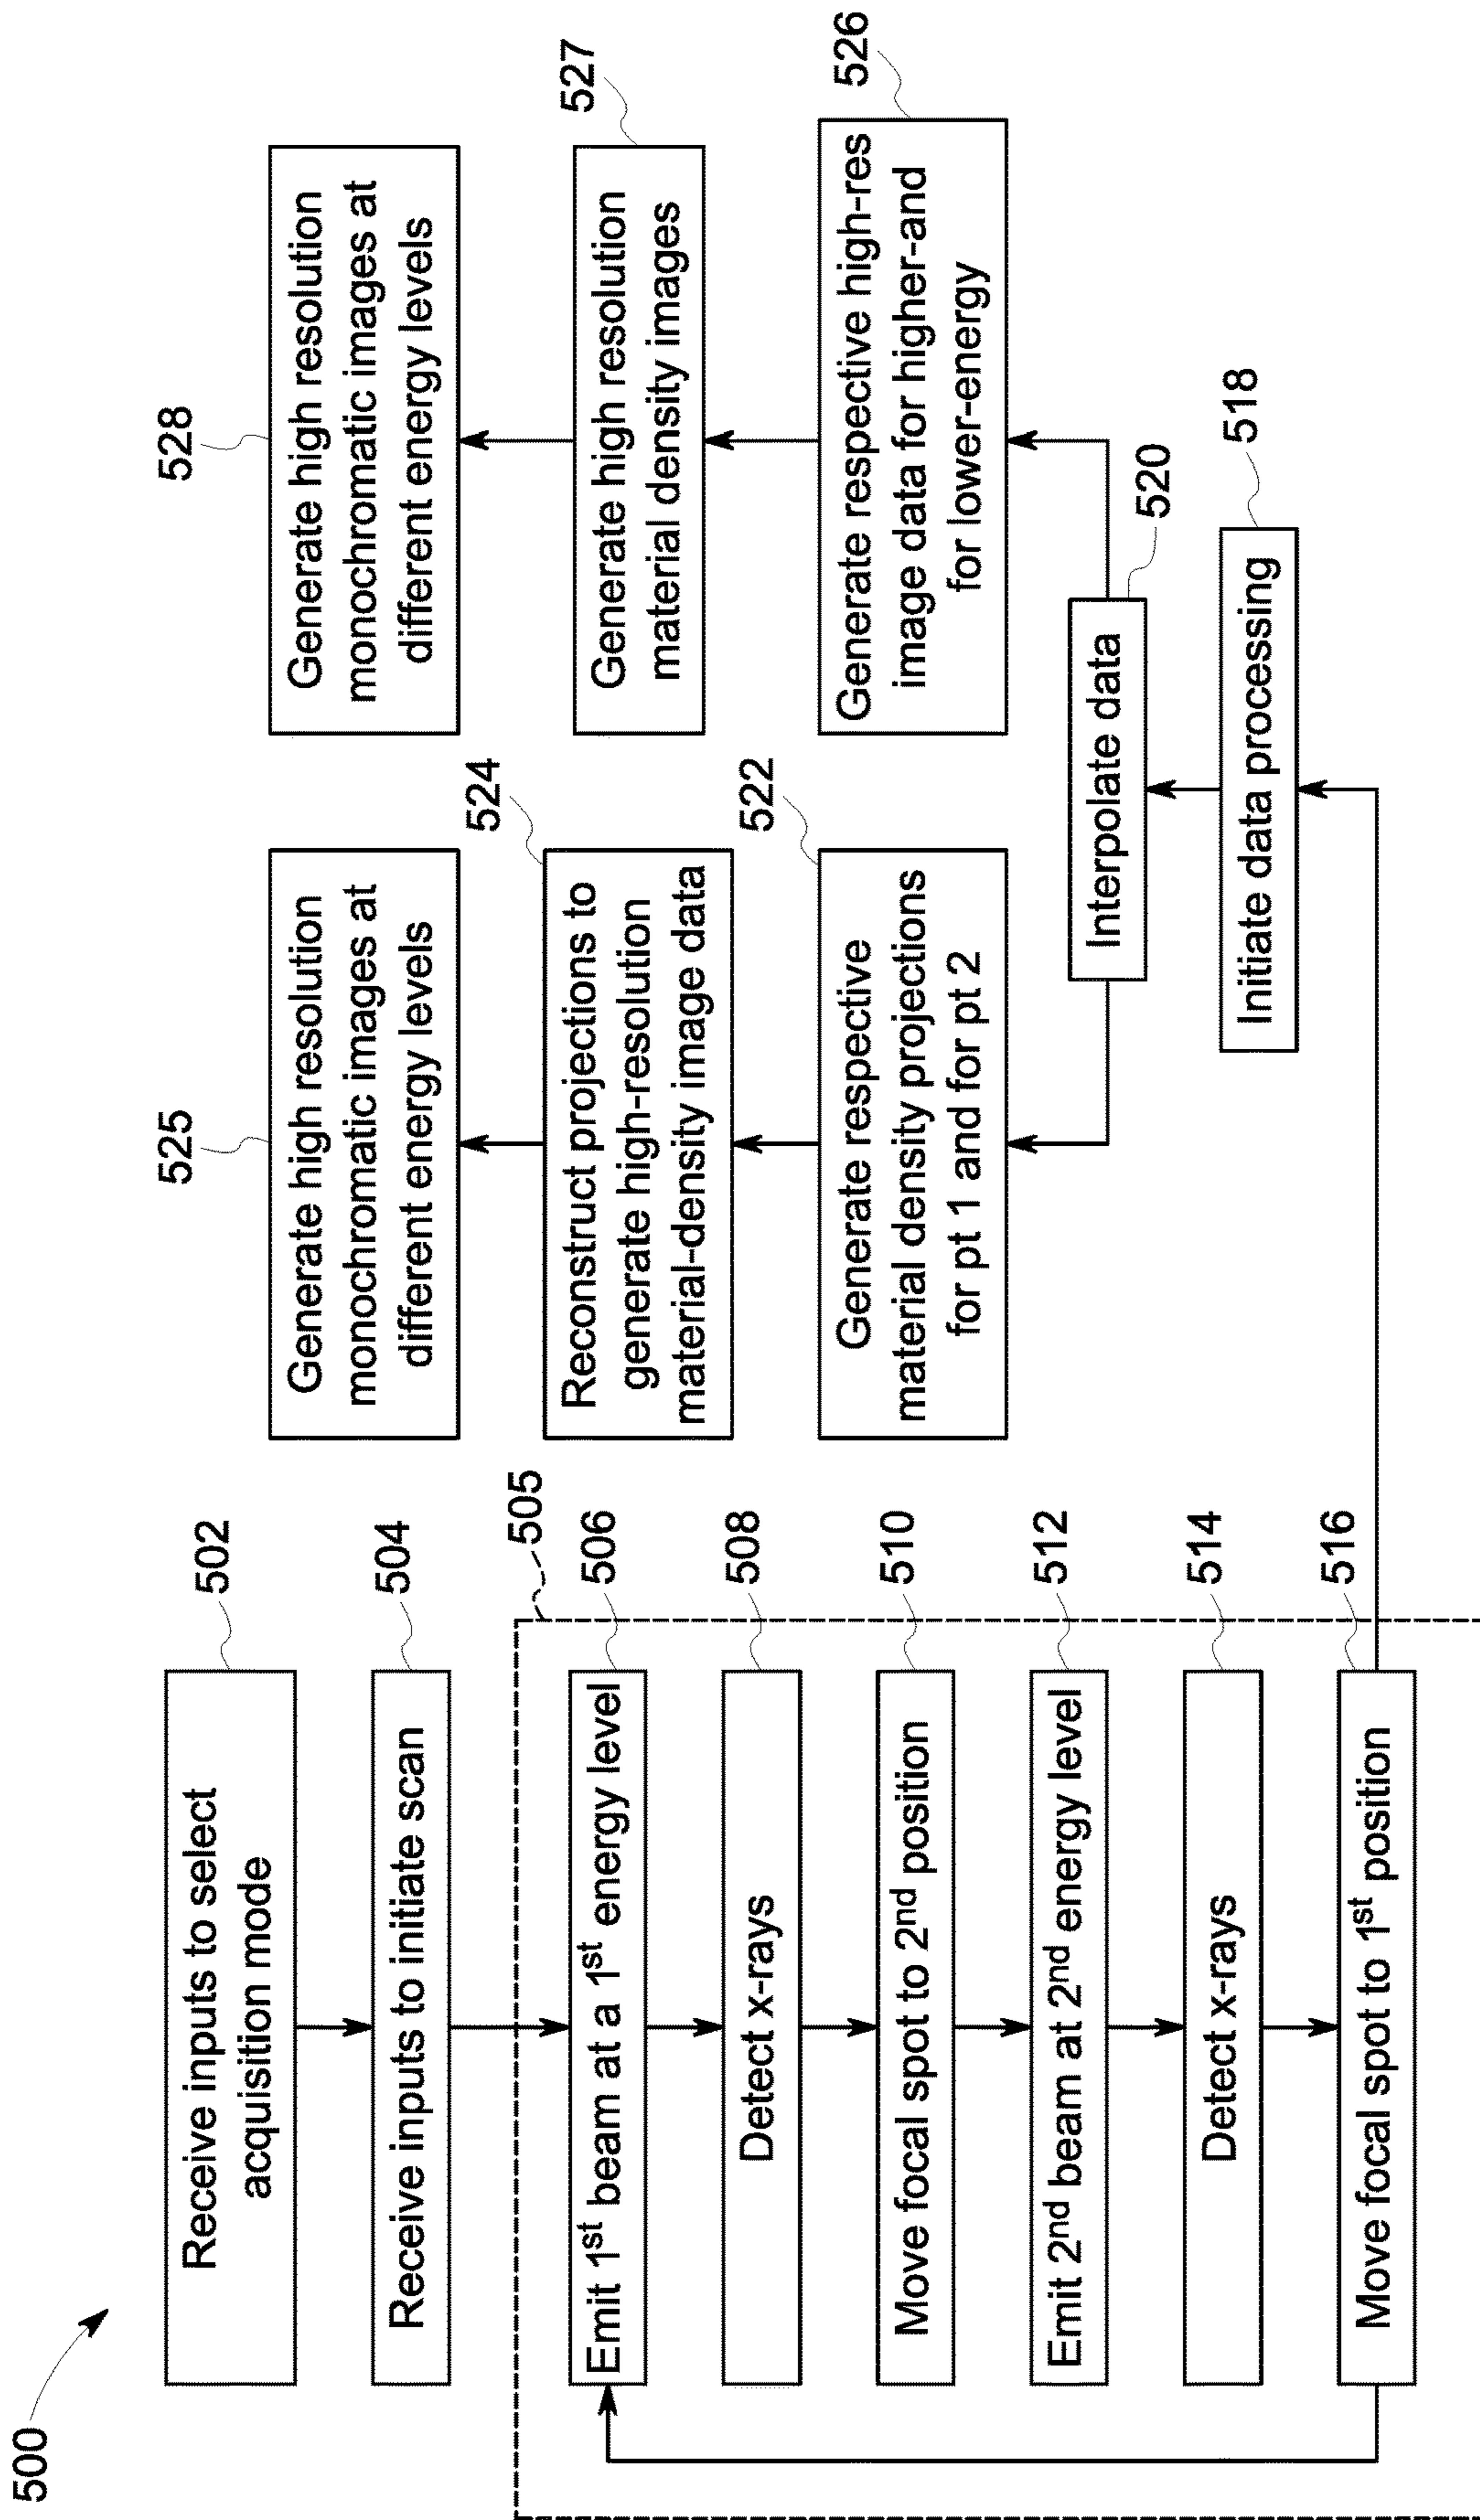 500
Receive inputs to select
acquisition mode
502
Receive inputs to initiate scan
504
505
Emit 1st beam at a 1st energy level
506
Detect x-rays
508
Move focal spot to 2nd position
510
Emit 2nd beam at 2nd energy level
512
Detect x-rays
514
Move focal spot to 1st position
516
Initiate data processing
518
Interpolate data
520
Generate respective
material density projections
for pt 1 and for pt 2
522
Reconstruct projections to
generate high-resolution
material-density image data
524
Generate high resolution
monochromatic images at
different energy levels
525
Generate respective high-res
image data for higher-and
for lower-energy
526
Generate high resolution
material density images
527
Generate high resolution
monochromatic images at
different energy levels
528